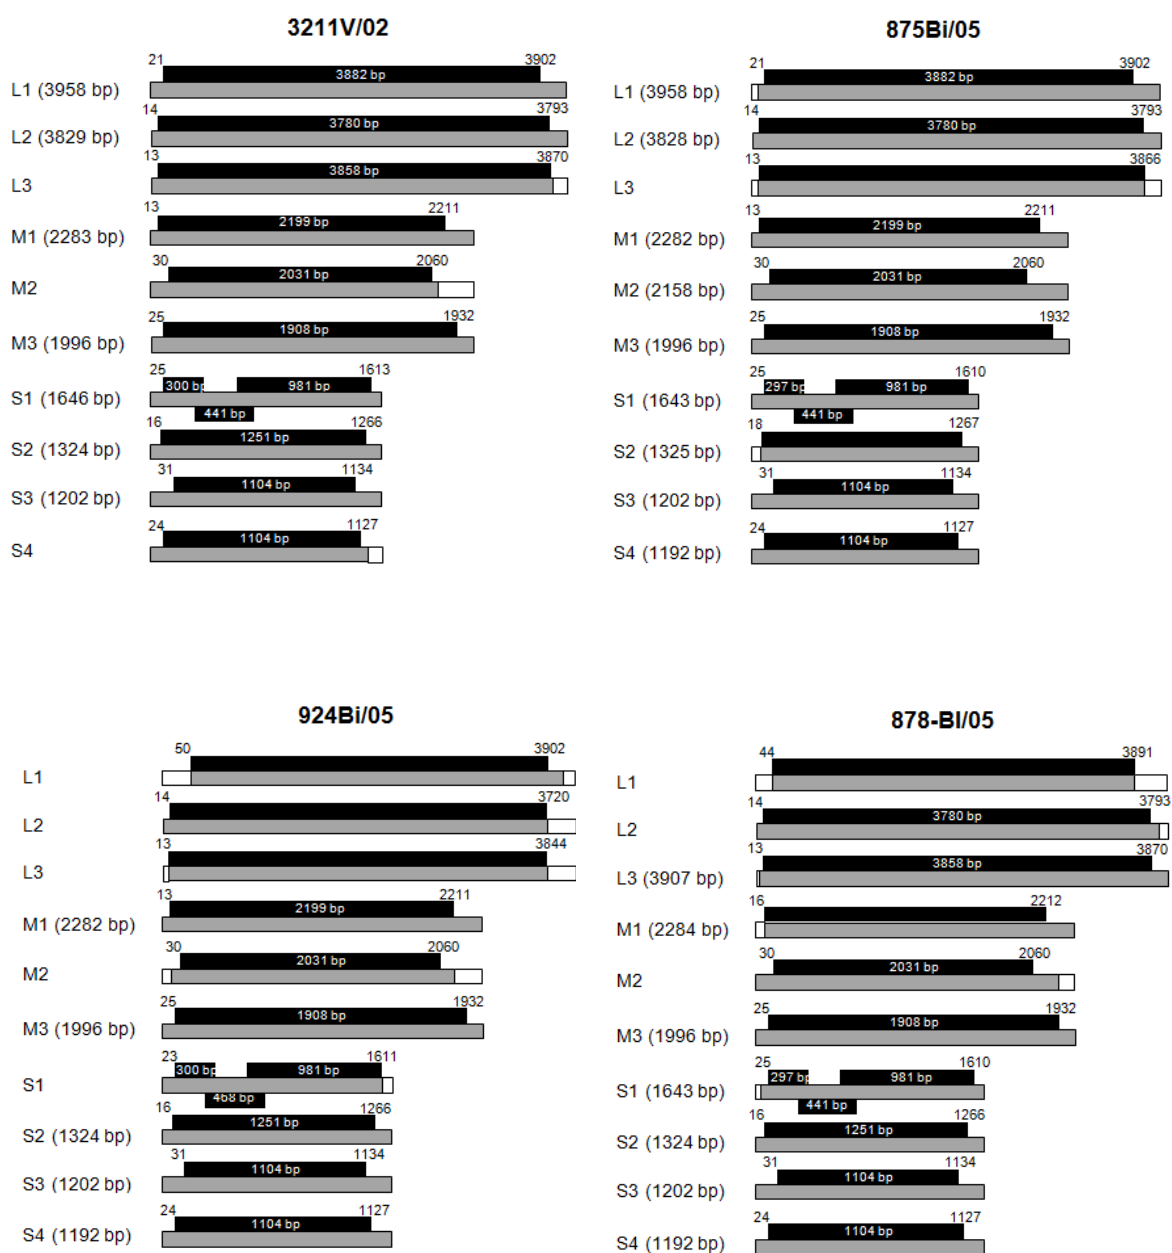 3211V/02
21 3902
3882 bp
L1 (3958 bp)
14 3793
3780 bp
L2 (3829 bp)
13 3870
3858 bp
L3
13 2211
2199 bp
M1 (2283 bp)
30 2060
2031 bp
M2
25 1932
1908 bp
M3 (1996 bp)
25 1613
300 bp 981 bp
S1 (1646 bp)
441 bp
16 1266
1251 bp
S2 (1324 bp)
31 1134
1104 bp
S3 (1202 bp)
24 1127
1104 bp
S4
875Bi/05
21 3902
3882 bp
L1 (3958 bp)
14 3793
3780 bp
L2 (3828 bp)
13 3866
L3
13 2211
2199 bp
M1 (2282 bp)
30 2060
2031 bp
M2 (2158 bp)
25 1932
1908 bp
M3 (1996 bp)
25 1610
297 bp 981 bp
S1 (1643 bp)
441 bp
18 1267
S2 (1325 bp)
31 1134
1104 bp
S3 (1202 bp)
24 1127
1104 bp
S4 (1192 bp)
924Bi/05
50 3902
L1
14 3720
L2
13 3844
L3
13 2211
2199 bp
M1 (2282 bp)
30 2060
2031 bp
M2
25 1932
1908 bp
M3 (1996 bp)
23 1611
300 bp 981 bp
S1
468 bp
16 1266
1251 bp
S2 (1324 bp)
31 1134
1104 bp
S3 (1202 bp)
24 1127
1104 bp
S4 (1192 bp)
878-BI/05
44 3891
L1
14 3793
3780 bp
L2
13 3870
3858 bp
L3 (3907 bp)
16 2212
M1 (2284 bp)
30 2060
2031 bp
M2
25 1932
1908 bp
M3 (1996 bp)
25 1610
297 bp 981 bp
S1 (1643 bp)
441 bp
16 1266
1251 bp
S2 (1324 bp)
31 1134
1104 bp
S3 (1202 bp)
24 1127
1104 bp
S4 (1192 bp)